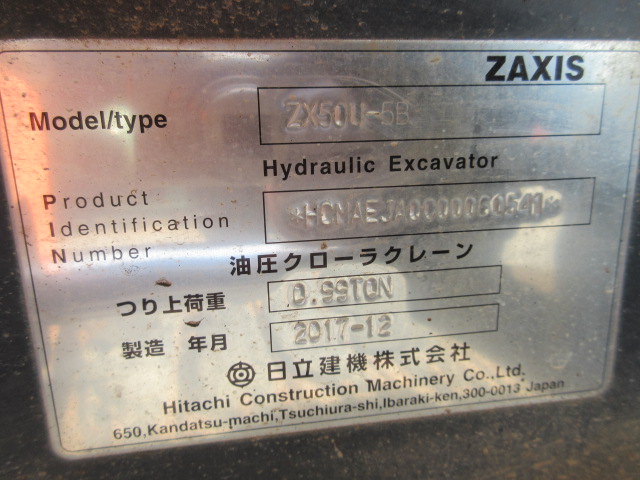 ZAXIS
Model/type ZX50U-5B
Hydraulic Excavator
Product
Identification
Number
油圧クローラクレーン
つり上荷重 0.99TON
製造 年月 2017-12
日立建機株式会社
Hitachi Construction Machinery Co.,Ltd.
650,Kandatsu-machi,Tsuchiura-shi,Ibaraki-ken,300-0013 Japan